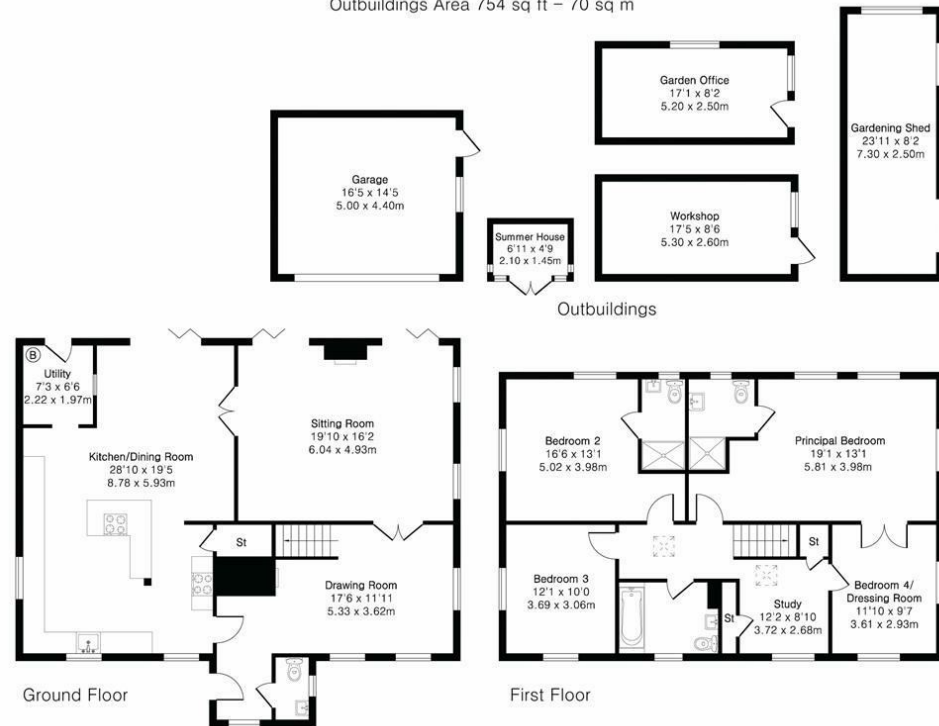 Outbuildings Area 754 sq ft – 70 sq m
Garage
16'5 x 14'5
5.00 x 4.40m
Summer House
6'11 x 4'9
2.10 x 1.45m
Garden Office
17'1 x 8'2
5.20 x 2.50m
Workshop
17'5 x 8'6
5.30 x 2.60m
Gardening Shed
23'11 x 8'2
7.30 x 2.50m
Outbuildings
B
Utility
7'3 x 6'6
2.22 x 1.97m
Kitchen/Dining Room
28'10 x 19'5
8.78 x 5.93m
Sitting Room
19'10 x 16'2
6.04 x 4.93m
St
Drawing Room
17'6 x 11'11
5.33 x 3.62m
Ground Floor
Bedroom 2
16'6 x 13'1
5.02 x 3.98m
Principal Bedroom
19'1 x 13'1
5.81 x 3.98m
Bedroom 3
12'1 x 10'0
3.69 x 3.06m
St
St
Study
12'2 x 8'10
3.72 x 2.68m
Bedroom 4/
Dressing Room
11'10 x 9'7
3.61 x 2.93m
First Floor